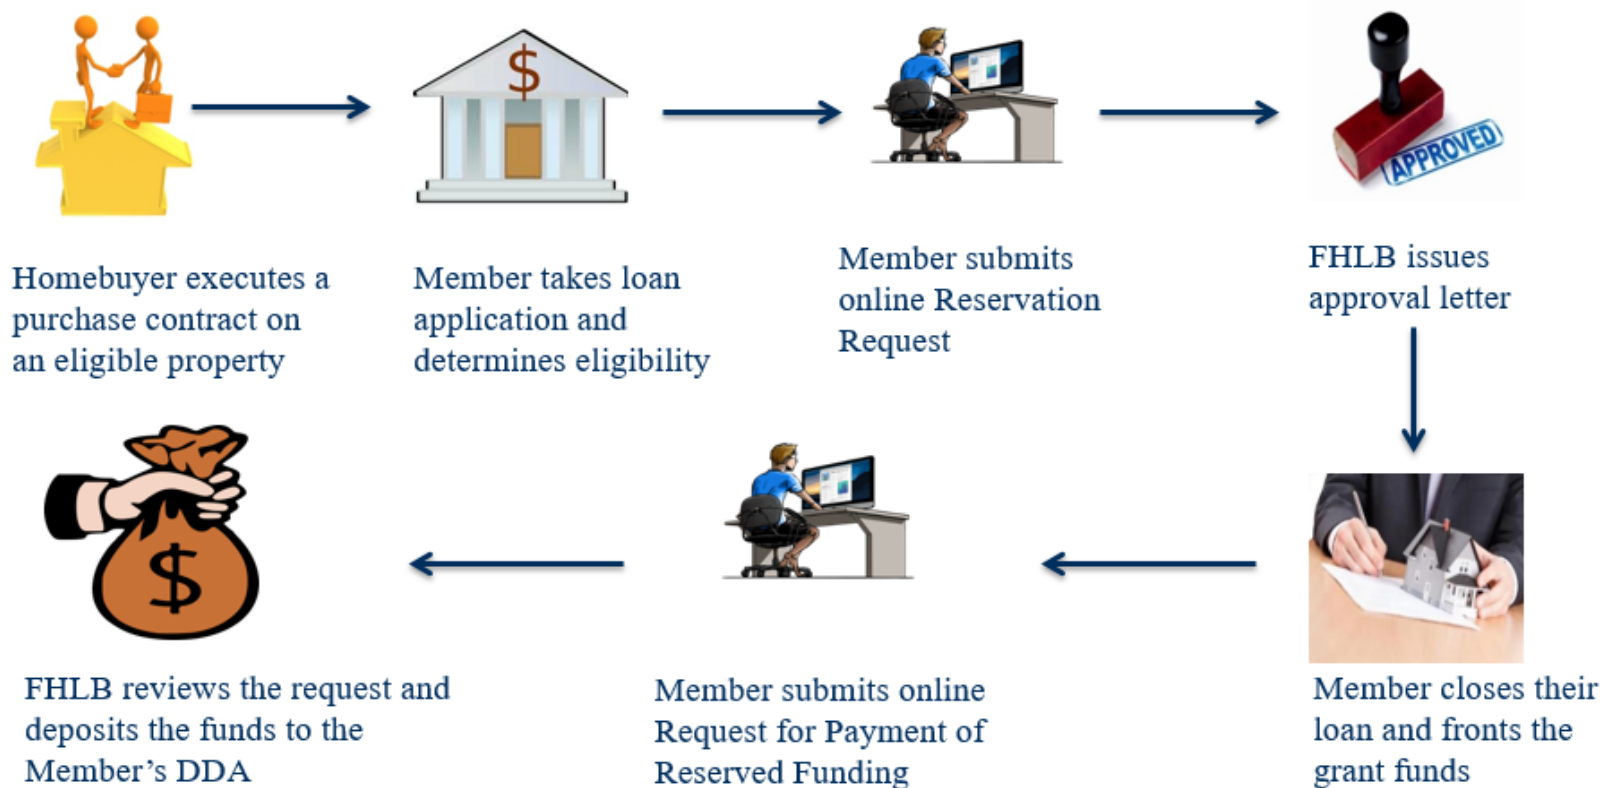 $
APPROVED
Homebuyer executes a
purchase contract on
an eligible property
Member takes loan
application and
determines eligibility
Member submits
online Reservation
Request
FHLB issues
approval letter
$
FHLB reviews the request and
deposits the funds to the
Member’s DDA
Member submits online
Request for Payment of
Reserved Funding
Member closes their
loan and fronts the
grant funds